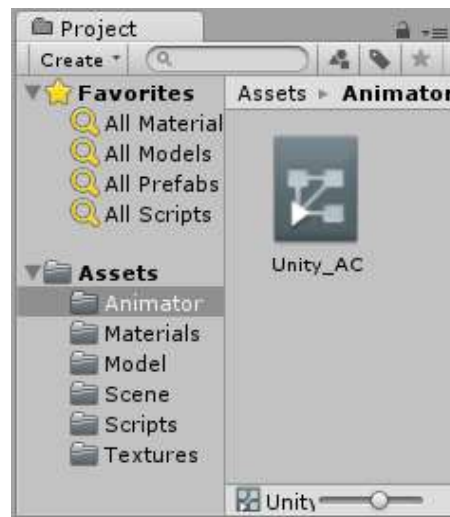 Project
Create
Favorites
All Material
All Models
All Prefabs
All Scripts
Assets
Animator
Materials
Model
Scene
Scripts
Textures
Assets ▸ Animator
Unity_AC
Unity